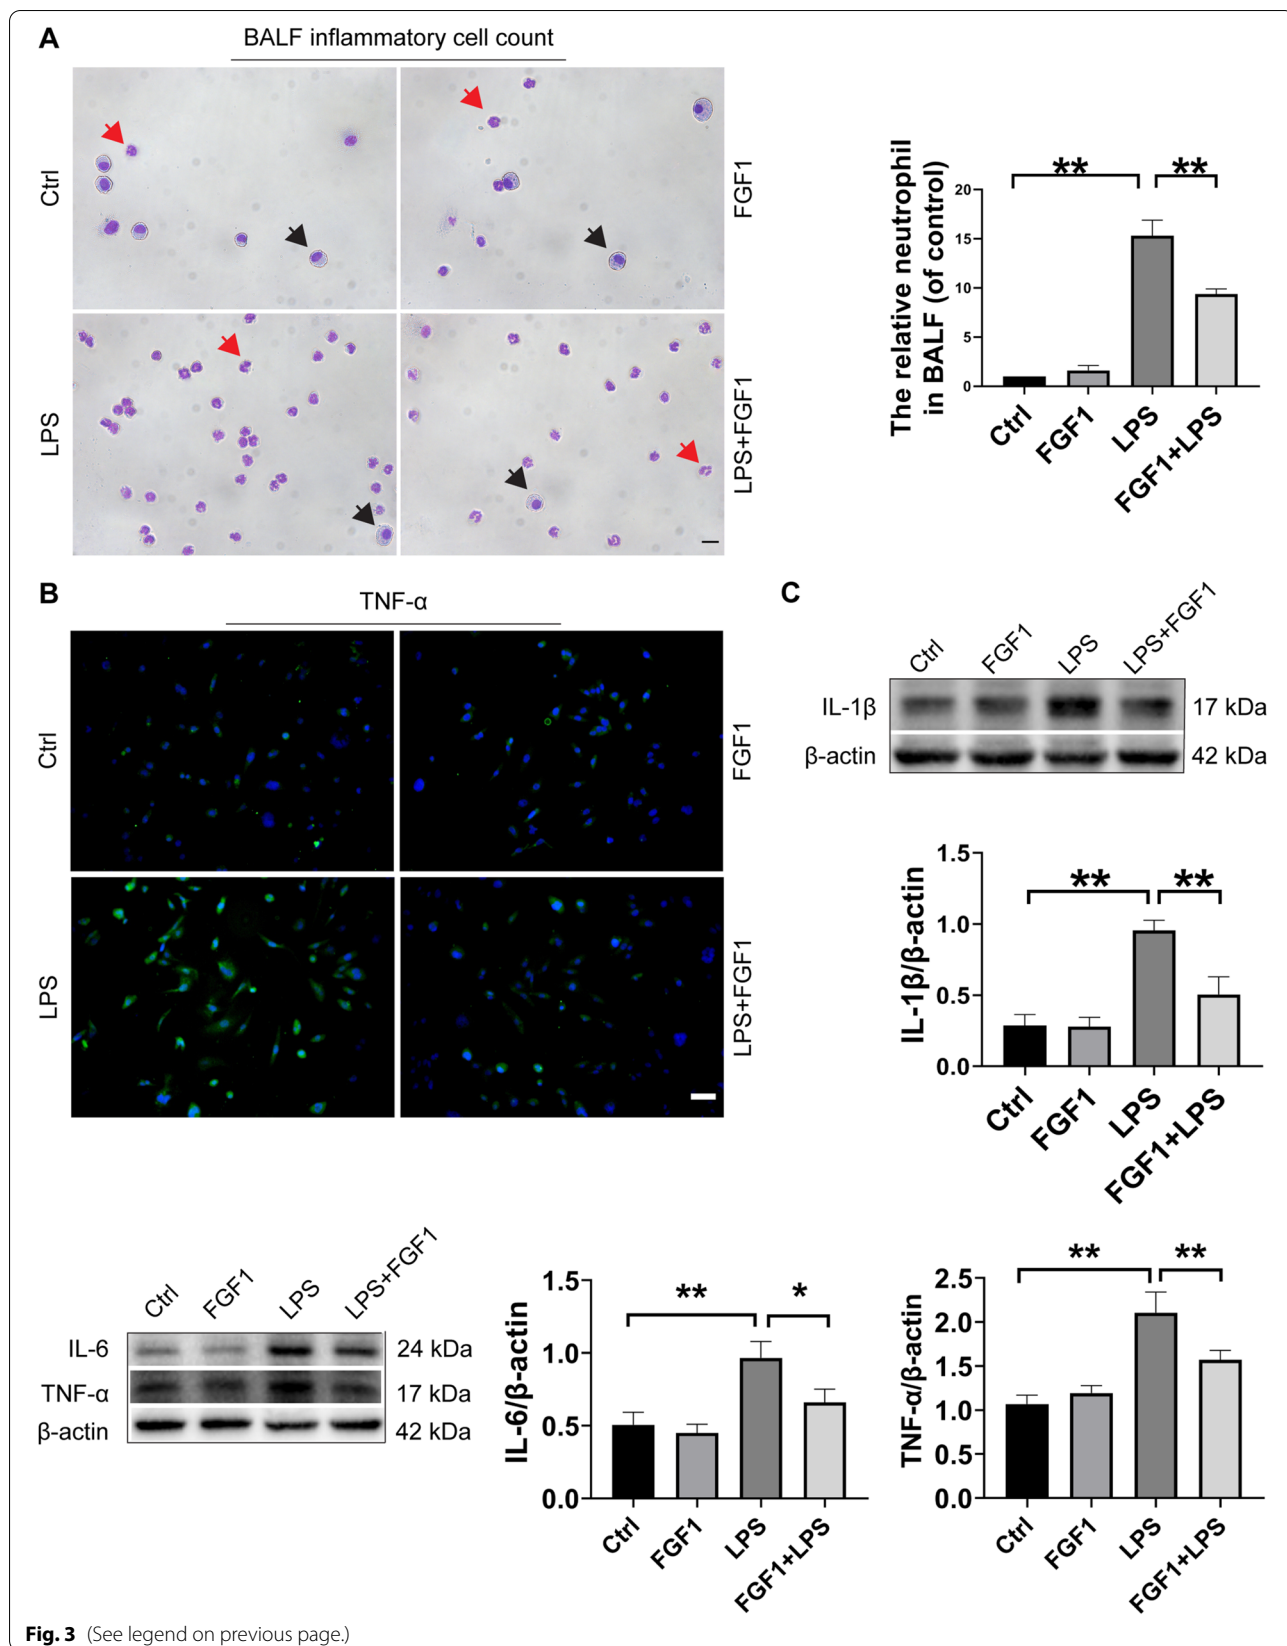 A
BALF inflammatory cell count
Ctrl
FGF1
LPS
LPS+FGF1
The relative neutrophil
in BALF (of control)
20
15
10
5
0
**
**
Ctrl
FGF1
LPS
FGF1+LPS
B
TNF-α
Ctrl
FGF1
LPS
LPS+FGF1
C
Ctrl
FGF1
LPS
LPS+FGF1
IL-1β
17 kDa
β-actin
42 kDa
IL-1β/β-actin
1.5
1.0
0.5
0.0
**
**
Ctrl
FGF1
LPS
FGF1+LPS
Ctrl
FGF1
LPS
LPS+FGF1
IL-6
24 kDa
TNF-α
17 kDa
β-actin
42 kDa
IL-6/β-actin
1.5
1.0
0.5
0.0
**
*
Ctrl
FGF1
LPS
FGF1+LPS
TNF-α/β-actin
2.5
2.0
1.5
1.0
0.5
0.0
**
**
Ctrl
FGF1
LPS
FGF1+LPS
Fig. 3 (See legend on previous page.)